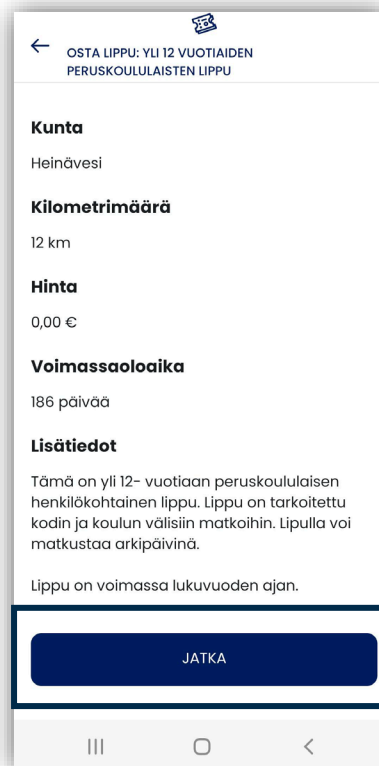 OSTA LIPPU: YLI 12 VUOTIAIDEN
PERUSKOULULAISTEN LIPPU
Kunta
Heinävesi
Kilometrimäärä
12 km
Hinta
0,00 €
Voimassaoloaika
186 päivää
Lisätiedot
Tämä on yli 12- vuotiaan peruskoululaisen
henkilökohtainen lippu. Lippu on tarkoitettu
kodin ja koulun välisiin matkoihin. Lipulla voi
matkustaa arkipäivinä.
Lippu on voimassa lukuvuoden ajan.
JATKA